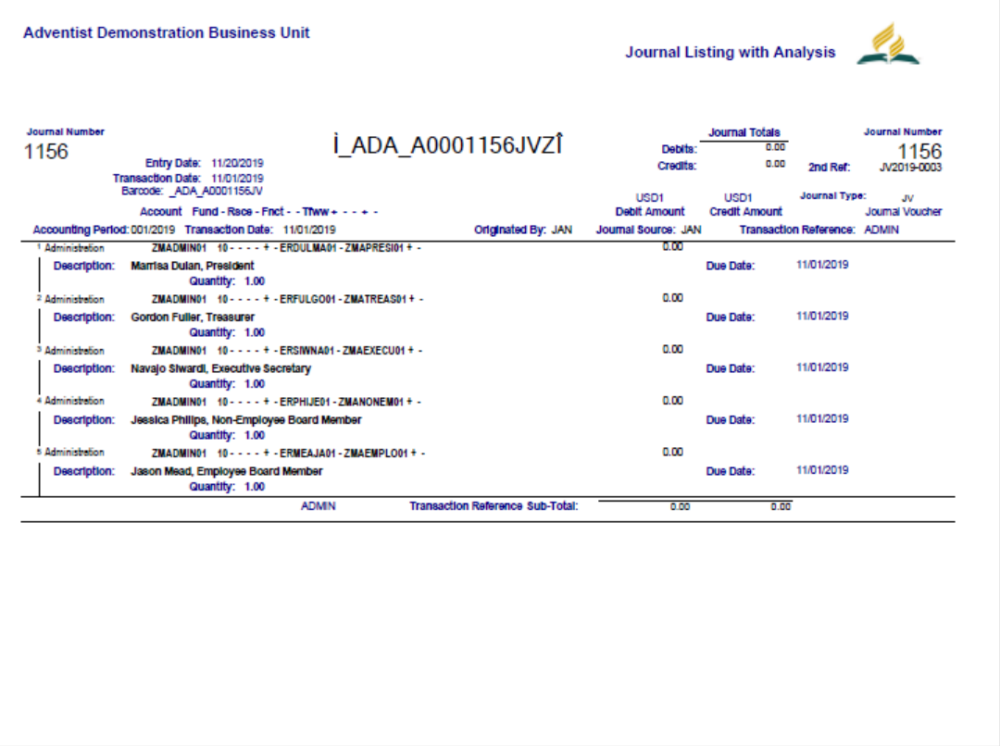 Adventist Demonstration Business Unit
Journal Listing with Analysis
Journal Number
1156
Ì_ADA_A0001156JVZÎ
Journal Totals
Debits: 0.00
Credits: 0.00
Journal Number
1156
2nd Ref: JV2019-0003
Entry Date: 11/20/2019
Transaction Date: 11/01/2019
Barcode: _ADA_A0001156JV
USD1 USD1 Journal Type: JV
Account Fund - Rsce - Fnct - - Tfww + - - + - Debit Amount Credit Amount Journal Voucher
Accounting Period: 001/2019 Transaction Date: 11/01/2019 Originated By: JAN Journal Source: JAN Transaction Reference: ADMIN
1 Administration ZMADMIN01 10 - - - - + - ERDULMA01 - ZMAPRESI01 + - 0.00
Description: Marrisa Dulan, President Due Date: 11/01/2019
Quantity: 1.00
2 Administration ZMADMIN01 10 - - - - + - ERFULGO01 - ZMATREAS01 + - 0.00
Description: Gordon Fuller, Treasurer Due Date: 11/01/2019
Quantity: 1.00
3 Administration ZMADMIN01 10 - - - - + - ERSIWNA01 - ZMAEXECU01 + - 0.00
Description: Navajo Siwardi, Executive Secretary Due Date: 11/01/2019
Quantity: 1.00
4 Administration ZMADMIN01 10 - - - - + - ERPHIJE01 - ZMANONEM01 + - 0.00
Description: Jessica Philips, Non-Employee Board Member Due Date: 11/01/2019
Quantity: 1.00
5 Administration ZMADMIN01 10 - - - - + - ERMEAJA01 - ZMAEMPLO01 + - 0.00
Description: Jason Mead, Employee Board Member Due Date: 11/01/2019
Quantity: 1.00
ADMIN Transaction Reference Sub-Total: 0.00 0.00